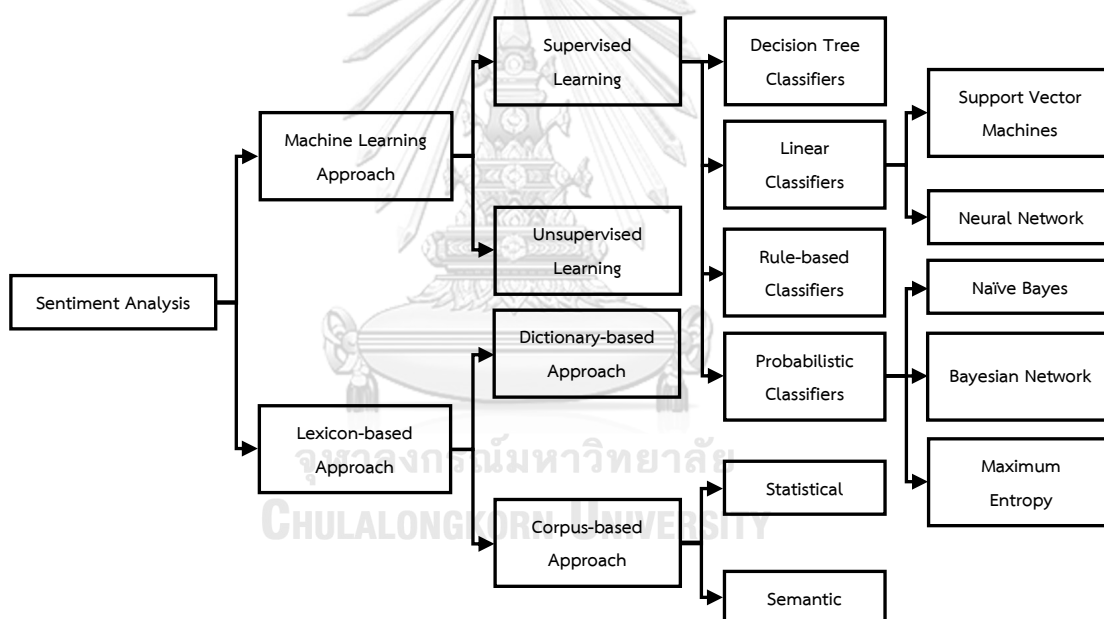 Supervised
Learning
Decision Tree
Classifiers
Support Vector
Machines
Machine Learning
Approach
Linear
Classifiers
Neural Network
Unsupervised
Learning
Rule-based
Classifiers
Naïve Bayes
Sentiment Analysis
Dictionary-based
Approach
Probabilistic
Classifiers
Bayesian Network
Lexicon-based
Approach
Maximum
Entropy
Statistical
Corpus-based
Approach
Semantic
จุฬาลงกรณ์มหาวิทยาลัย
CHULALONGKORN UNIVERSITY